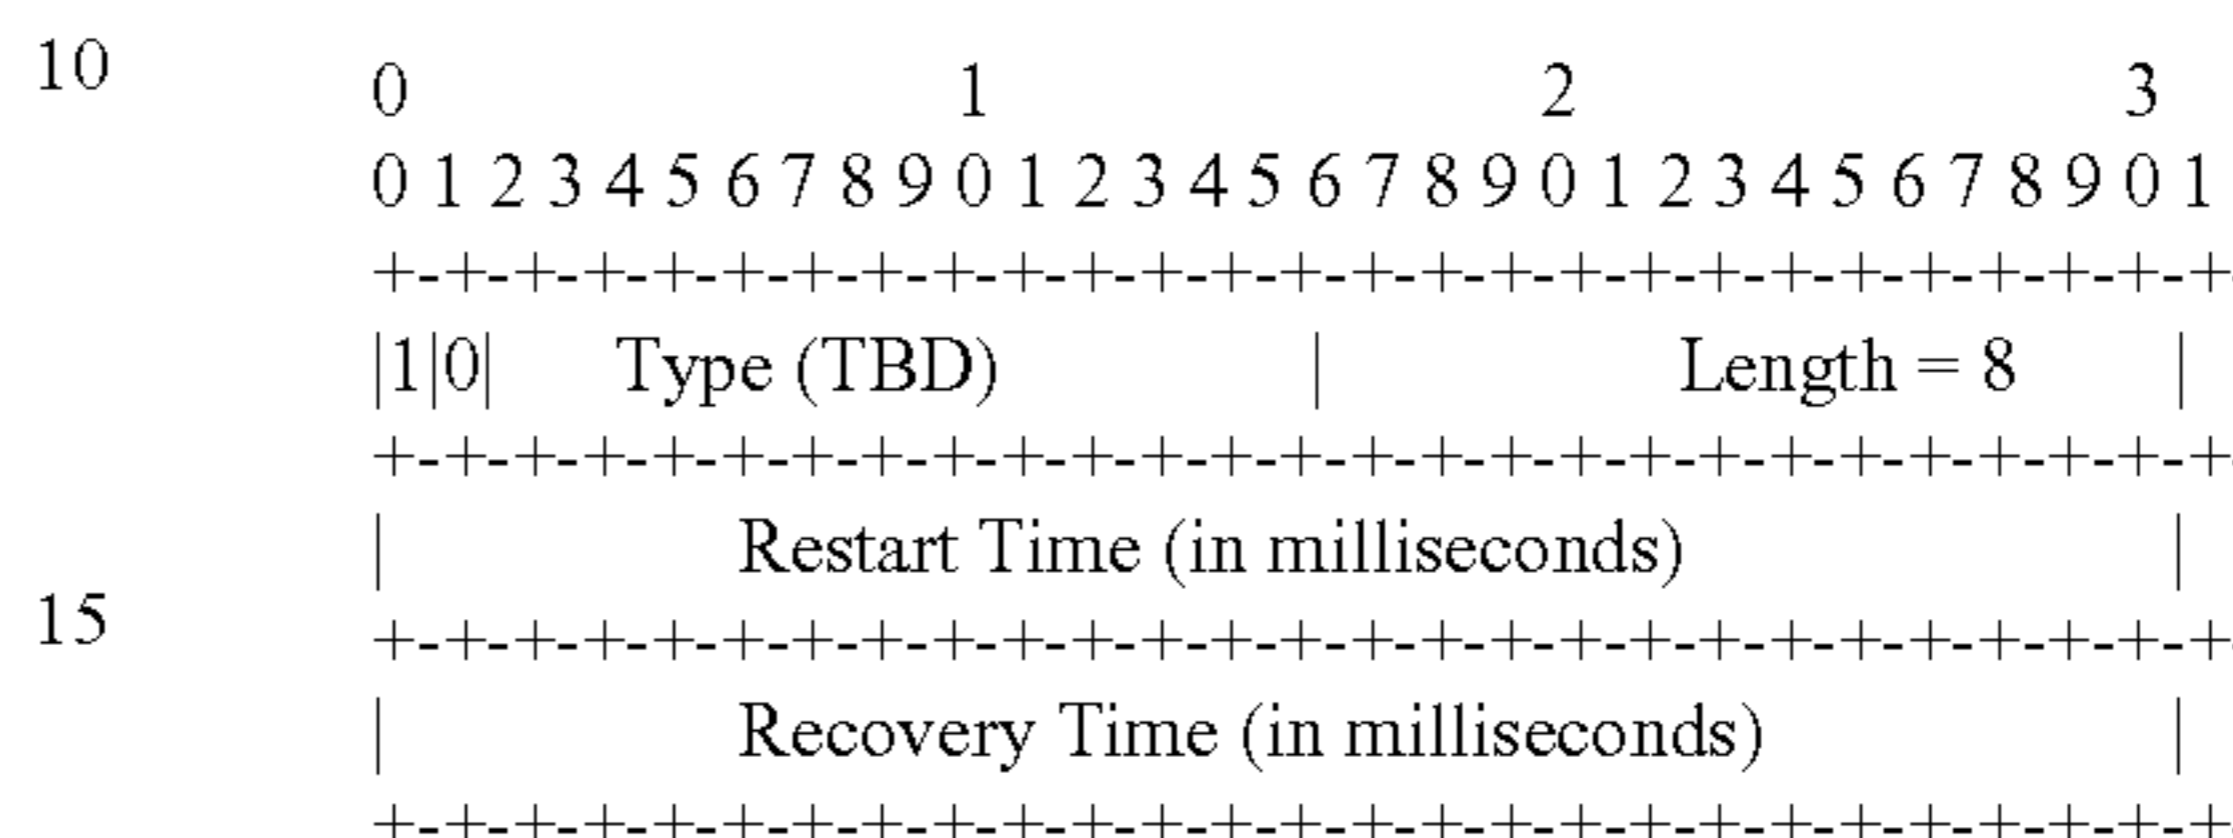 10
0 1 2 3
0 1 2 3 4 5 6 7 8 9 0 1 2 3 4 5 6 7 8 9 0 1 2 3 4 5 6 7 8 9 0 1
+-+-+-+-+-+-+-+-+-+-+-+-+-+-+-+-+-+-+-+-+-+-+-+-+-+-+-+
|1|0| Type (TBD) | Length = 8 |
+-+-+-+-+-+-+-+-+-+-+-+-+-+-+-+-+-+-+-+-+-+-+-+-+-+-+-+
| Restart Time (in milliseconds) |
15
+-+-+-+-+-+-+-+-+-+-+-+-+-+-+-+-+-+-+-+-+-+-+-+-+-+-+-+
| Recovery Time (in milliseconds) |
+-+-+-+-+-+-+-+-+-+-+-+-+-+-+-+-+-+-+-+-+-+-+-+-+-+-+-+